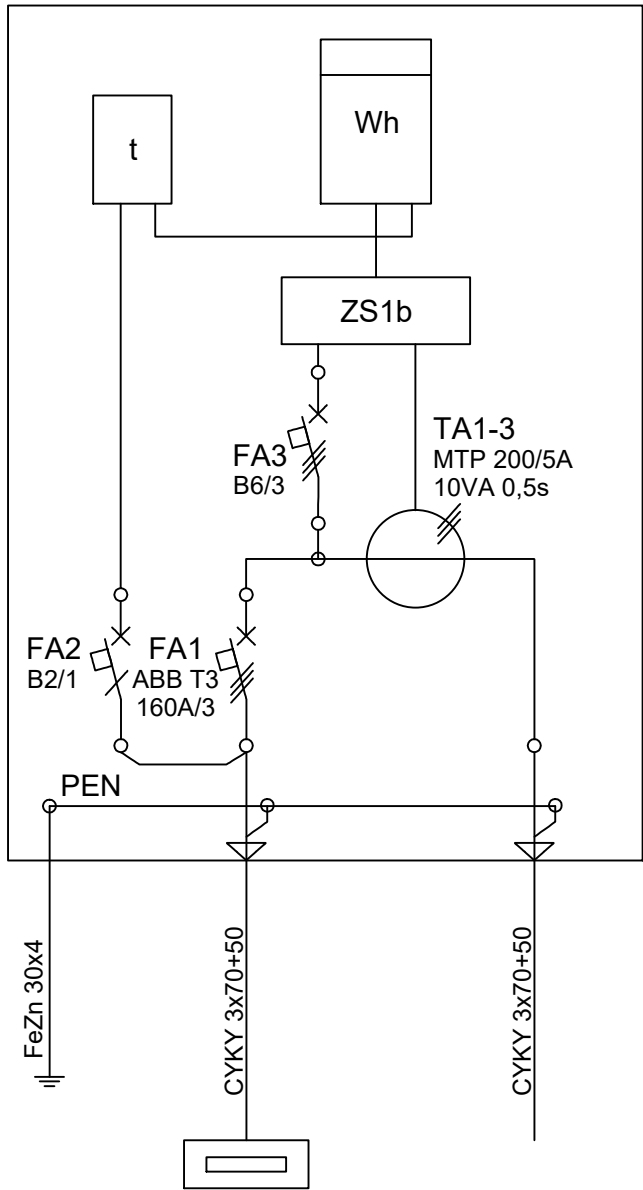 t
Wh
ZS1b
TA1-3
MTP 200/5A
10VA 0,5s
FA3
B6/3
FA2
B2/1
FA1
ABB T3
160A/3
PEN
FeZn 30x4
CYKY 3x70+50
CYKY 3x70+50